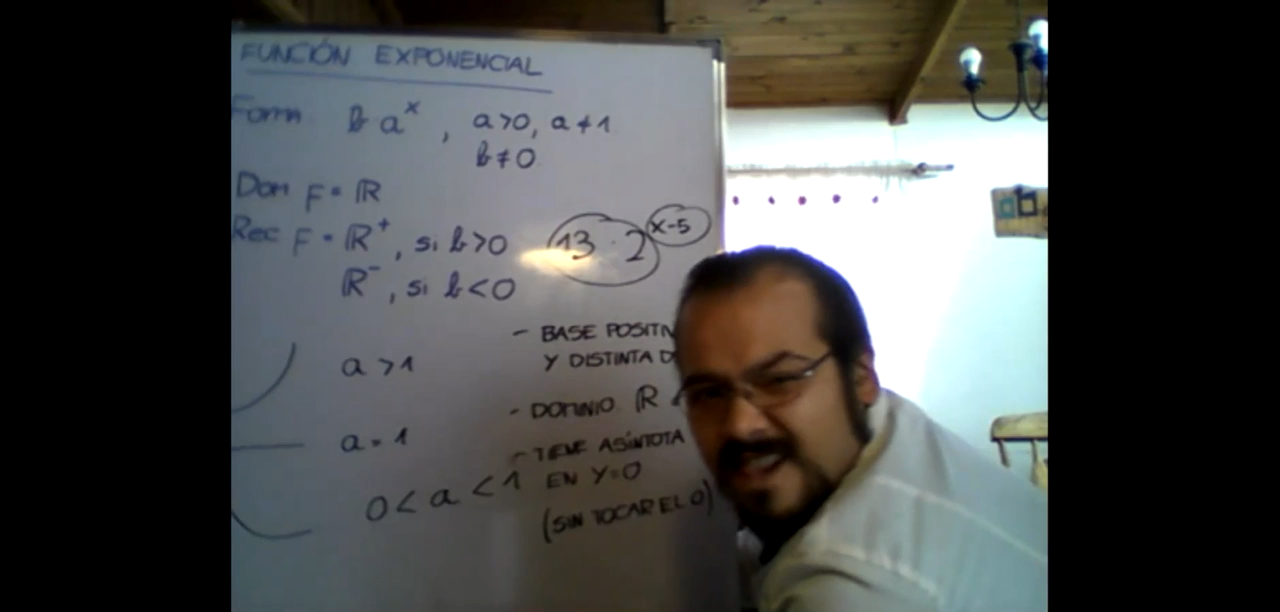 FUNCIÓN EXPONENCIAL
Forma b a^x , a>0, a≠1
b≠0
Dom F = ℝ
Rec F = ℝ⁺, si b>0
ℝ⁻, si b<0
13 · 2^x-5
a>1
a=1
0<a<1
- BASE POSITIV
Y DISTINTA D
- DOMINIO ℝ
- TIENE ASÍNTOTA
EN Y=0
(SIN TOCAR EL 0)